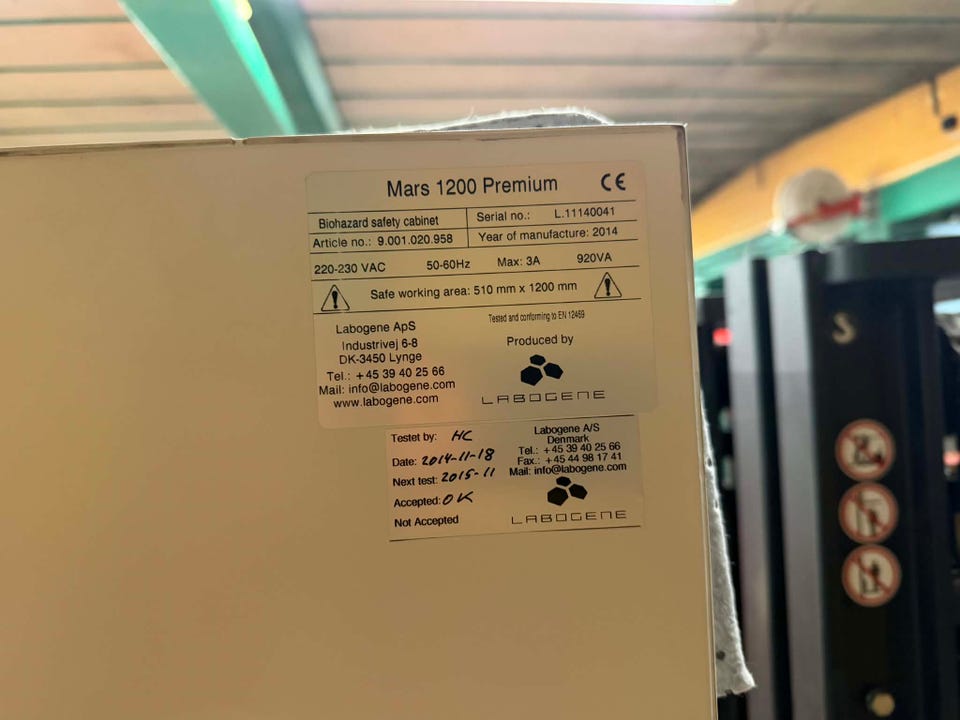 Mars 1200 Premium CE
Biohazard safety cabinet
Serial no.: L.11140041
Article no.: 9.001.020.958
Year of manufacture: 2014
220-230 VAC 50-60Hz Max: 3A 920VA
Safe working area: 510 mm x 1200 mm
Labogene ApS
Industrivej 6-8
DK-3450 Lynge
Tel.: +45 39 40 25 66
Mail: info@labogene.com
www.labogene.com
Tested and conforming to EN 12469
Produced by
LABOGENE
Testet by: HC
Date: 2014-11-18
Next test: 2015-11
Accepted: OK
Not Accepted
Labogene A/S
Denmark
Tel.: +45 39 40 25 66
Fax.: +45 44 98 17 41
Mail: info@labogene.com
LABOGENE